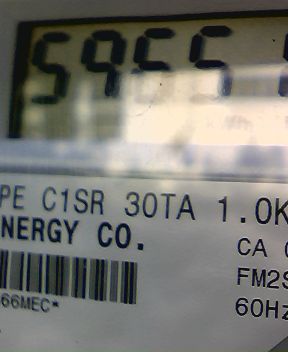 5955
PE C1SR 30TA 1.0K
NERGY CO.
CA
FM2S
66MEC*
60Hz